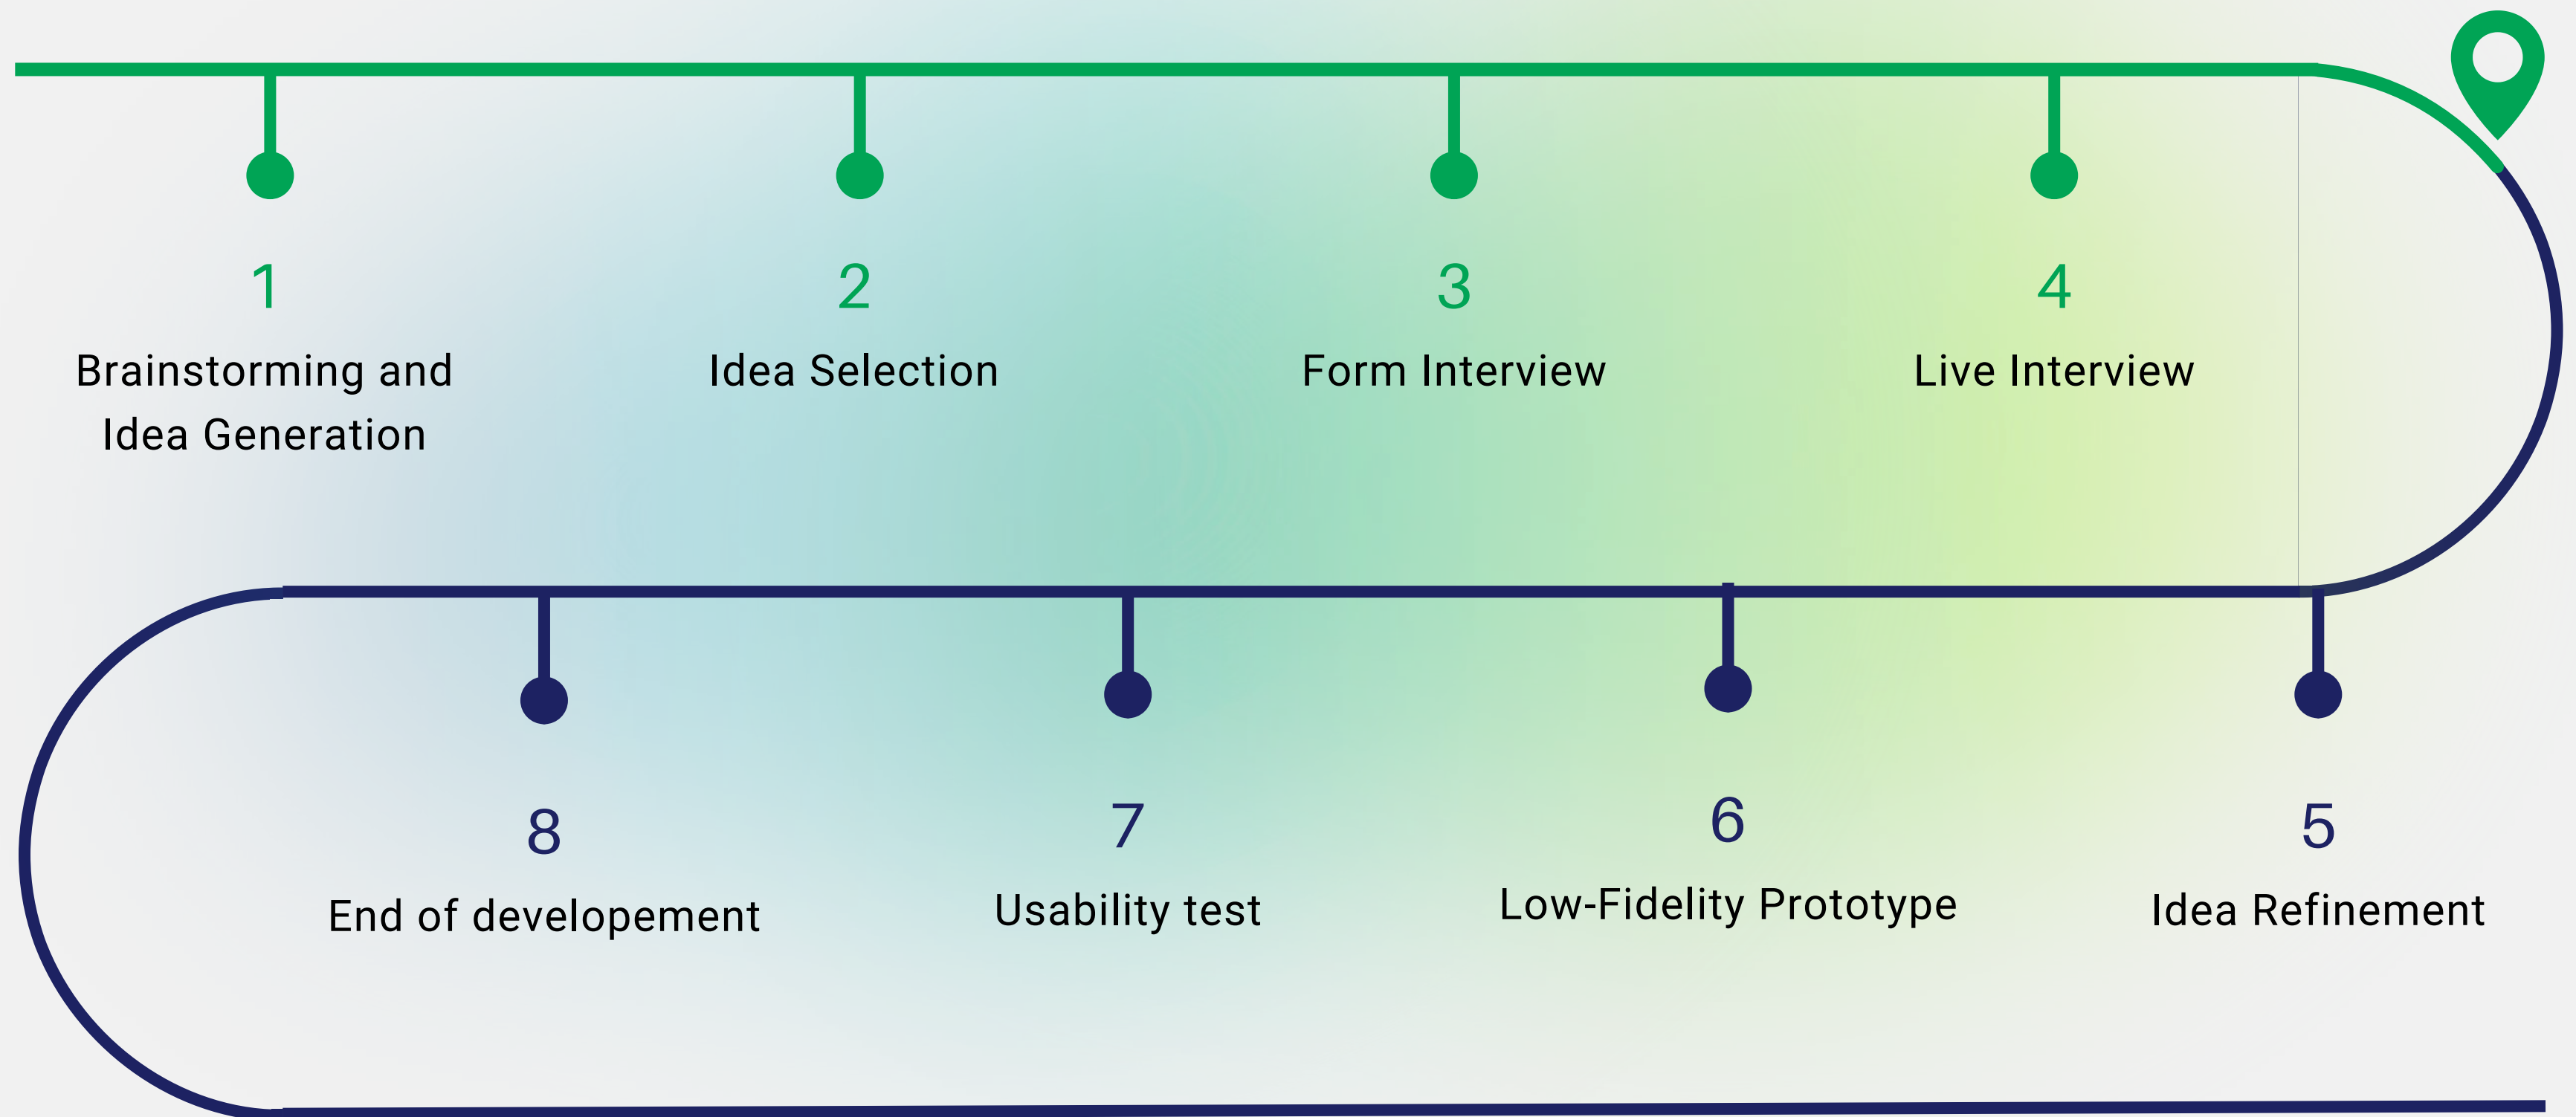 1
Brainstorming and
Idea Generation
2
Idea Selection
3
Form Interview
4
Live Interview
8
End of developement
7
Usability test
6
Low-Fidelity Prototype
5
Idea Refinement